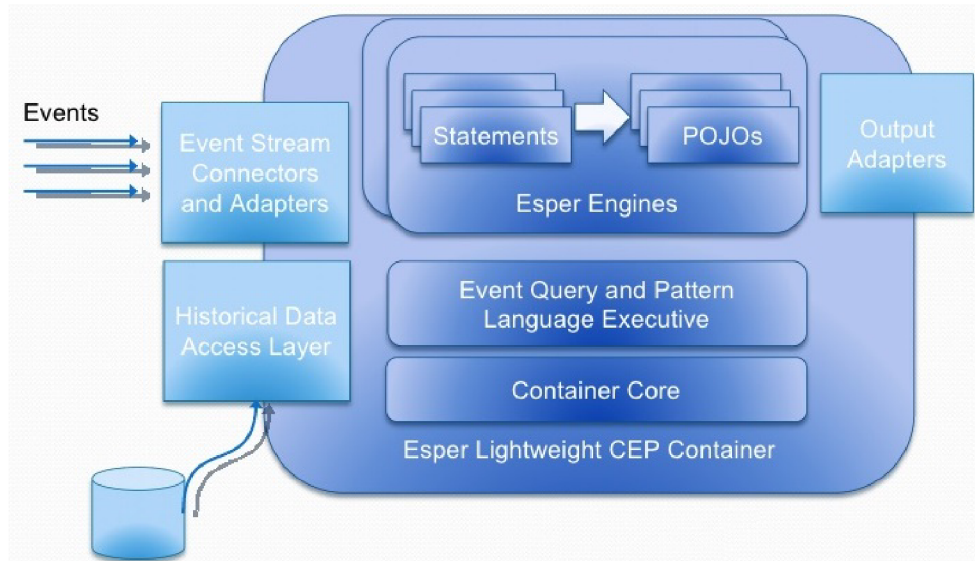 Events
Event Stream
Connectors
and Adapters
Statements
POJOs
Esper Engines
Output
Adapters
Historical Data
Access Layer
Event Query and Pattern
Language Executive
Container Core
Esper Lightweight CEP Container